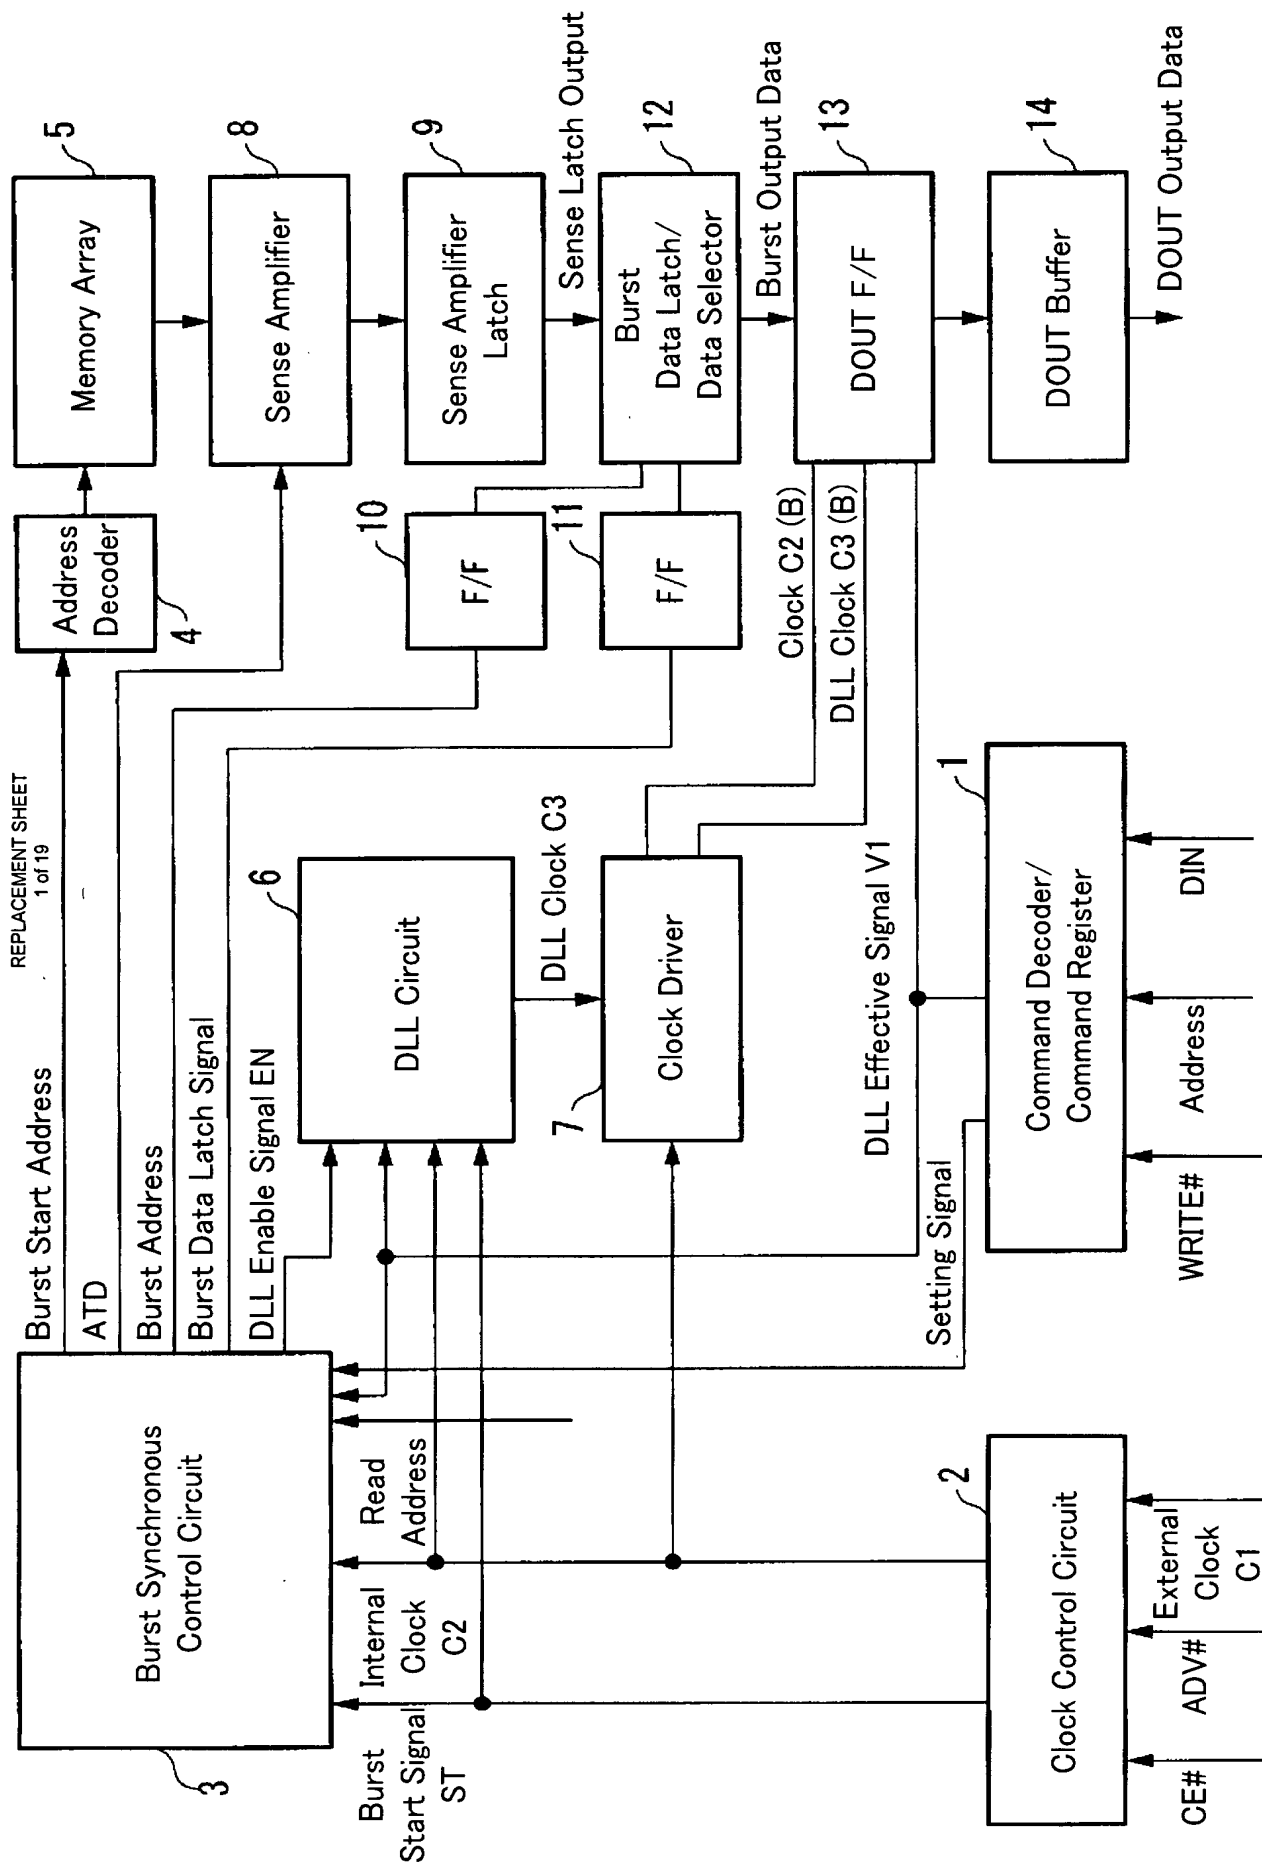 REPLACEMENT SHEET
1 of 19
Burst Synchronous
Control Circuit
3
Burst Start Address
ATD
Burst Address
Burst Data Latch Signal
DLL Enable Signal EN
Address
Decoder
4
Memory Array
5
Sense Amplifier
8
Sense Amplifier
Latch
9
Sense Latch Output
F/F
10
F/F
11
Burst
Data Latch/
Data Selector
12
Burst Output Data
DLL Circuit
6
DLL Clock C3
Clock Driver
7
Clock C2 (B)
DLL Clock C3 (B)
DOUT F/F
13
DOUT Buffer
14
DOUT Output Data
Burst
Start Signal
ST
Internal
Clock
C2
Read
Address
Setting Signal
DLL Effective Signal V1
Clock Control Circuit
2
CE#
ADV#
External
Clock
C1
Command Decoder/
Command Register
1
WRITE#
Address
DIN